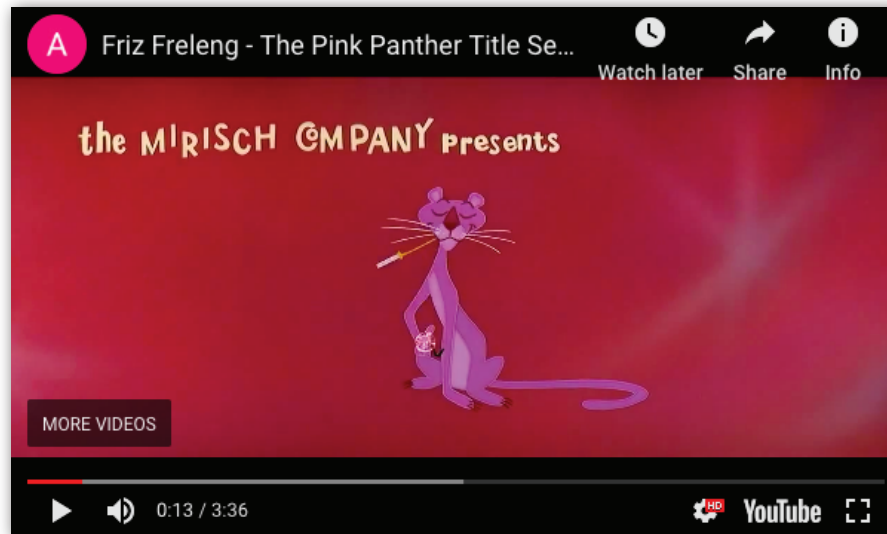 A
Friz Freleng - The Pink Panther Title Se...
Watch later
Share
Info
the MIRISCH COMPANY presents
MORE VIDEOS
0:13 / 3:36
HD
YouTube